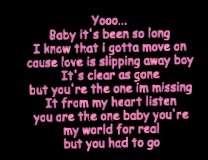 Yooo...
Baby it's been so long
I know that i gotta move on
cause love is slipping away boy
It's clear as gone
but you're the one im missing
It from my heart listen
you are the one baby you're
my world for real
but you had to go